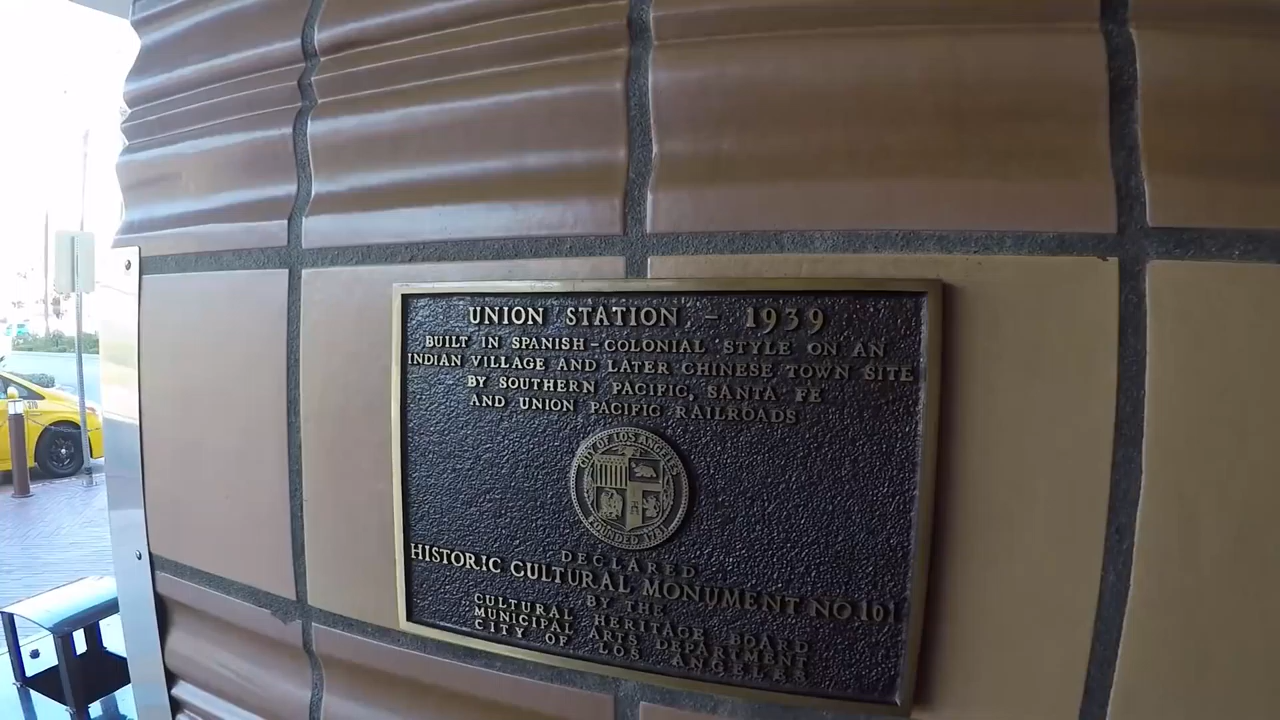 UNION STATION - 1939
BUILT IN SPANISH-COLONIAL STYLE ON AN
INDIAN VILLAGE AND LATER CHINESE TOWN SITE
BY SOUTHERN PACIFIC, SANTA FE
AND UNION PACIFIC RAILROADS
CITY OF LOS ANGELES
FOUNDED 1781
DECLARED
HISTORIC CULTURAL MONUMENT NO. 101
BY THE
CULTURAL HERITAGE BOARD
MUNICIPAL ARTS DEPARTMENT
CITY OF LOS ANGELES